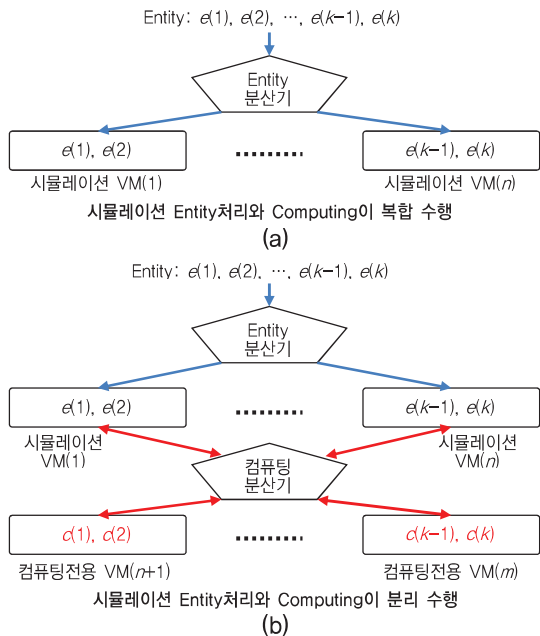 Entity: e(1), e(2), …, e(k−1), e(k)
Entity
분산기
e(1), e(2)
e(k−1), e(k)
시뮬레이션 VM(1)
시뮬레이션 VM(n)
시뮬레이션 Entity처리와 Computing이 복합 수행
(a)
Entity: e(1), e(2), …, e(k−1), e(k)
Entity
분산기
e(1), e(2)
e(k−1), e(k)
시뮬레이션
VM(1)
시뮬레이션
VM(n)
컴퓨팅
분산기
c(1), c(2)
c(k−1), c(k)
컴퓨팅전용 VM(n+1)
컴퓨팅전용 VM(m)
시뮬레이션 Entity처리와 Computing이 분리 수행
(b)